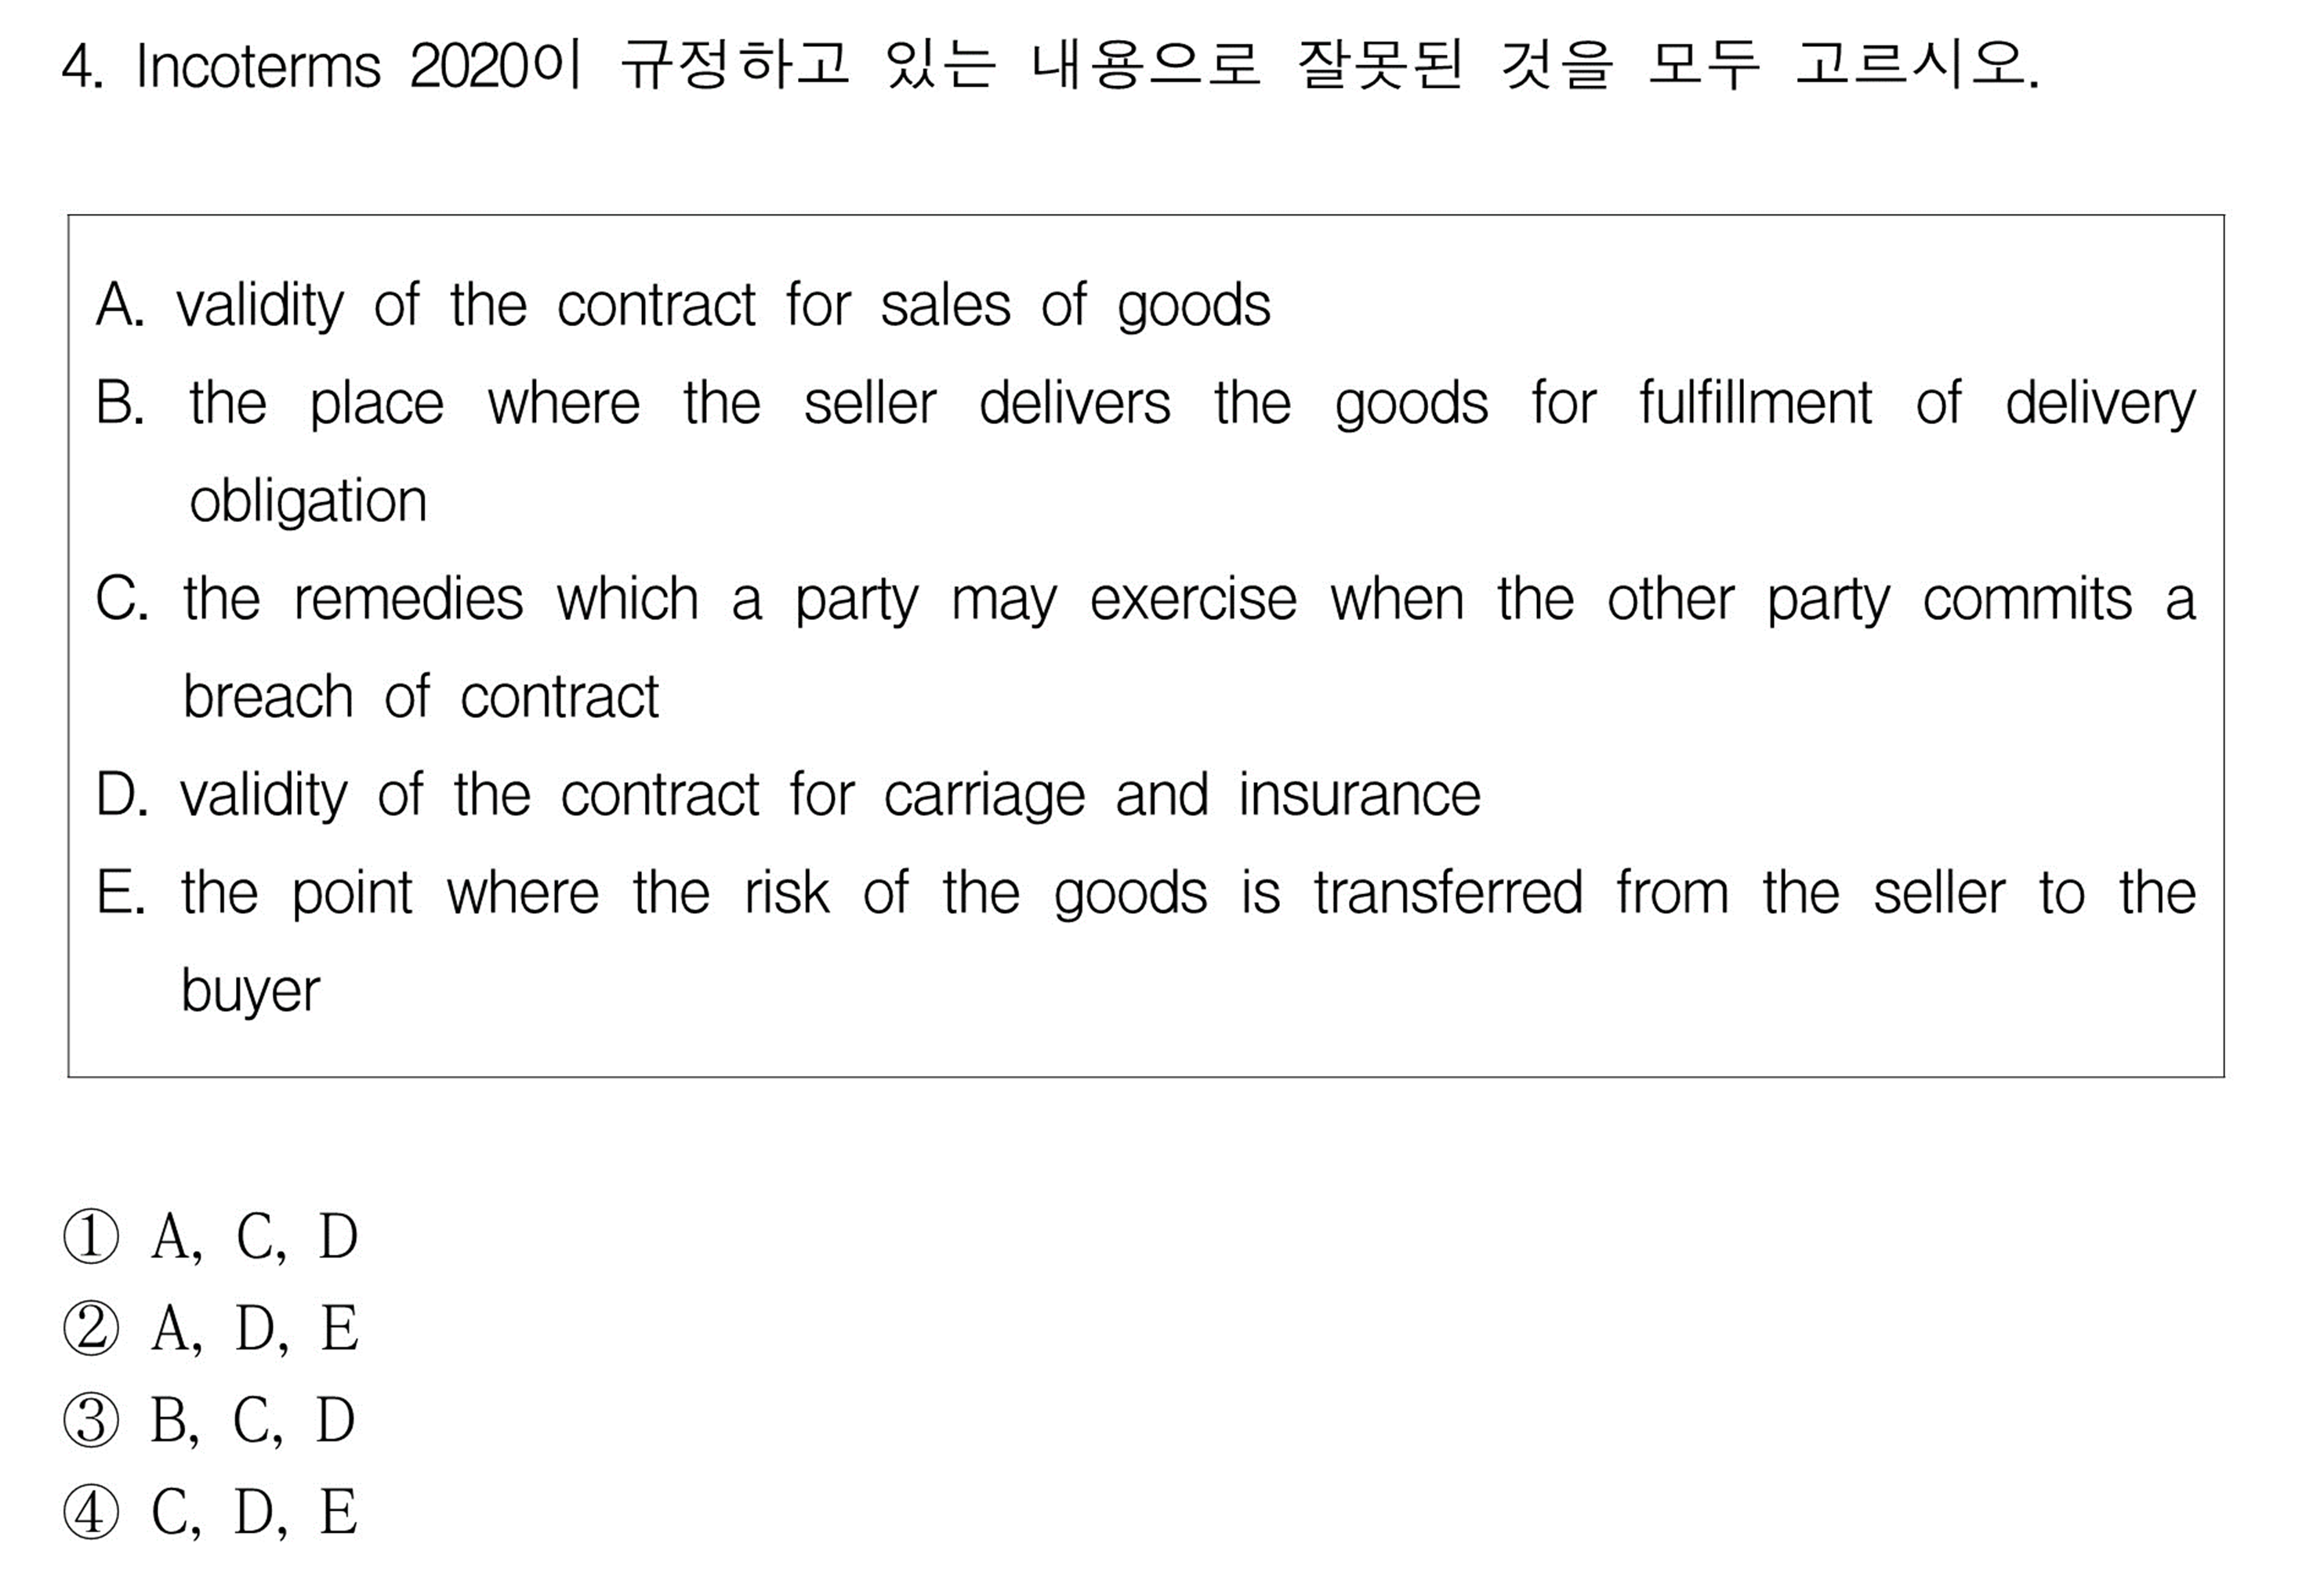 4. Incoterms 2020이 규정하고 있는 내용으로 잘못된 것을 모두 고르시오.
A. validity of the contract for sales of goods
B. the place where the seller delivers the goods for fulfillment of delivery
obligation
C. the remedies which a party may exercise when the other party commits a
breach of contract
D. validity of the contract for carriage and insurance
E. the point where the risk of the goods is transferred from the seller to the
buyer
① A, C, D
② A, D, E
③ B, C, D
④ C, D, E